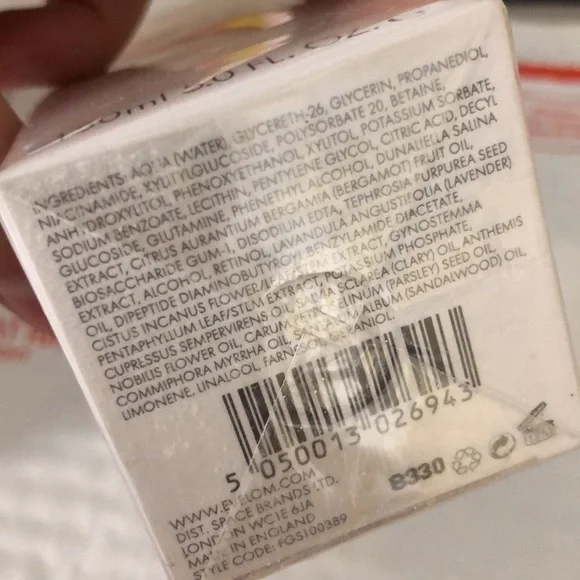 5.0 FL. OZ.
INGREDIENTS: AQUA (WATER), GLYCERETH-26, GLYCERIN, PROPANEDIOL,
NIACINAMIDE, XYLITYLGLUCOSIDE, POLYSORBATE 20, BETAINE,
ANHYDROXYLITOL, PHENOXYETHANOL, XYLITOL, POTASSIUM SORBATE,
SODIUM BENZOATE, LECITHIN, PENTYLENE GLYCOL, CITRIC ACID, DECYL
GLUCOSIDE, GLUTAMINE, PHENETHYL ALCOHOL, DUNALIELLA SALINA
EXTRACT, CITRUS AURANTIUM BERGAMIA (BERGAMOT) FRUIT OIL,
BIOSACCHARIDE GUM-1, DISODIUM EDTA, TEPHROSIA PURPUREA SEED
EXTRACT, ALCOHOL, RETINOL, LAVANDULA ANGUSTIFOLIA (LAVENDER)
OIL, DIPEPTIDE DIAMINOBUTYROYL BENZYLAMIDE DIACETATE,
CISTUS INCANUS FLOWER/ EXTRACT, GYNOSTEMMA
PENTAPHYLLUM LEAF/STEM EXTRACT, POTASSIUM PHOSPHATE,
CUPRESSUS SEMPERVIRENS OIL, SALVIA SCLAREA (CLARY) OIL, ANTHEMIS
NOBILIS FLOWER OIL, CARUM (PARSLEY) SEED OIL,
COMMIPHORA MYRRHA OIL, ALBUM (SANDALWOOD) OIL,
LIMONENE, LINALOOL, FARNESOL, GERANIOL.
5 050013 026943
B330
WWW.EVELOM.COM
DIST. SPACE BRANDS LTD.
LONDON WC1E 6JA
MADE IN ENGLAND
STYLE CODE: FGS100389